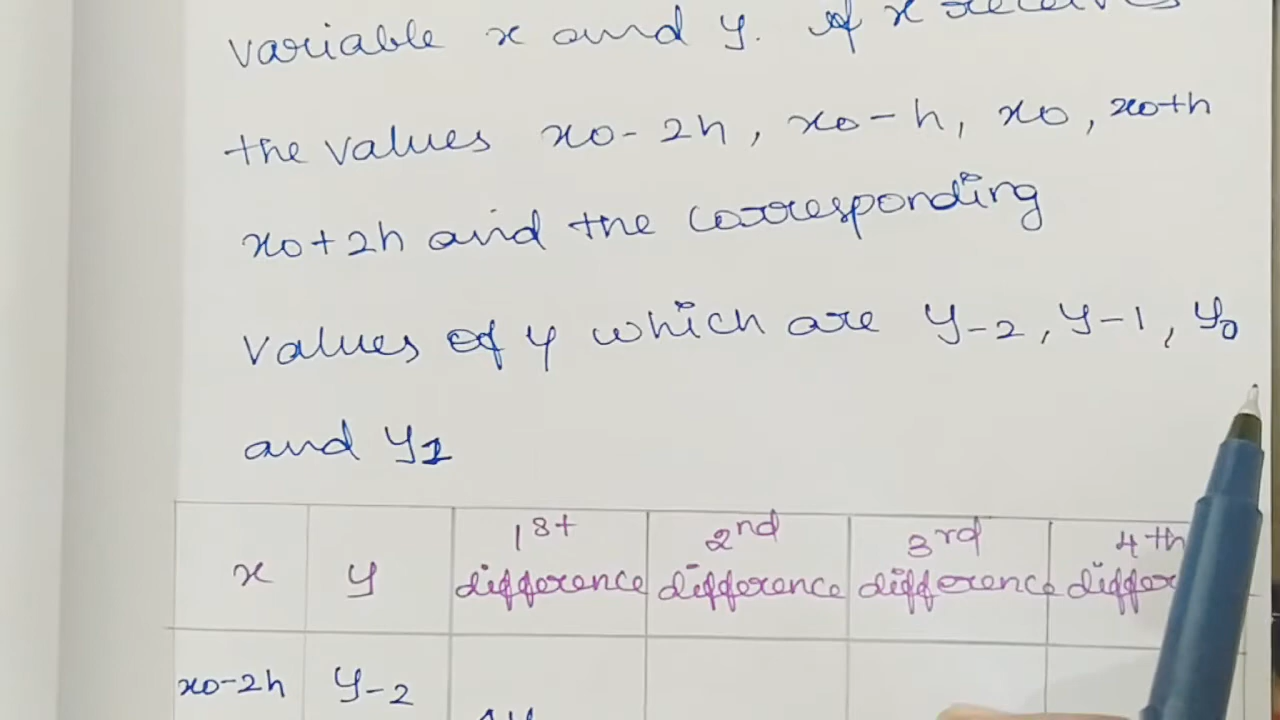 variable x and y. If x receives
the values x0 - 2h, x0 - h, x0, x0+h
x0+2h and the corresponding
values of y which are y-2, y-1, y0
and y1
x y 1st difference 2nd difference 3rd difference 4th
x0-2h y-2